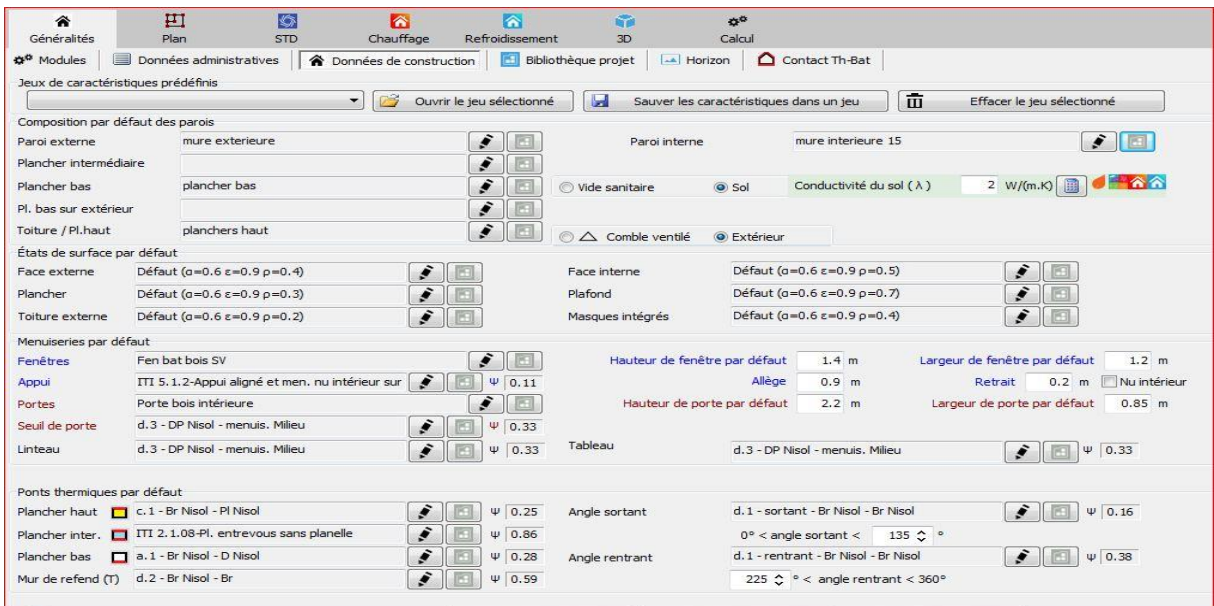 Généralités Plan STD Chauffage Refroidissement 3D Calcul
Modules Données administratives Données de construction Bibliothèque projet Horizon Contact Th-Bat
Jeux de caractéristiques prédéfinis
Ouvrir le jeu sélectionné Sauver les caractéristiques dans un jeu Effacer le jeu sélectionné
Composition par défaut des parois
Paroi externe mure exterieure Paroi interne mure interieure 15
Plancher intermédiaire
Plancher bas plancher bas Vide sanitaire Sol Conductivité du sol ( λ ) 2 W/(m.K)
Pl. bas sur extérieur
Toiture / Pl.haut planchers haut Comble ventilé Extérieur
États de surface par défaut
Face externe Défaut (α=0.6 ε=0.9 ρ=0.4) Face interne Défaut (α=0.6 ε=0.9 ρ=0.5)
Plancher Défaut (α=0.6 ε=0.9 ρ=0.3) Plafond Défaut (α=0.6 ε=0.9 ρ=0.7)
Toiture externe Défaut (α=0.6 ε=0.9 ρ=0.2) Masques intégrés Défaut (α=0.6 ε=0.9 ρ=0.4)
Menuiseries par défaut
Fenêtres Fen bat bois SV Hauteur de fenêtre par défaut 1.4 m Largeur de fenêtre par défaut 1.2 m
Appui ITI 5.1.2-Appui aligné et men. nu intérieur sur Ψ 0.11 Allège 0.9 m Retrait 0.2 m Nu intérieur
Portes Porte bois intérieure Hauteur de porte par défaut 2.2 m Largeur de porte par défaut 0.85 m
Seuil de porte d.3 - DP Nisol - menuis. Milieu Ψ 0.33
Linteau d.3 - DP Nisol - menuis. Milieu Ψ 0.33 Tableau d.3 - DP Nisol - menuis. Milieu Ψ 0.33
Ponts thermiques par défaut
Plancher haut c.1 - Br Nisol - Pl Nisol Ψ 0.25 Angle sortant d.1 - sortant - Br Nisol - Br Nisol Ψ 0.16
Plancher inter. ITI 2.1.08-Pl. entrevous sans planelle Ψ 0.86 0° < angle sortant < 135 °
Plancher bas a.1 - Br Nisol - D Nisol Ψ 0.28 Angle rentrant d.1 - rentrant - Br Nisol - Br Nisol Ψ 0.38
Mur de refend (T) d.2 - Br Nisol - Br Ψ 0.59 225 ° < angle rentrant < 360°